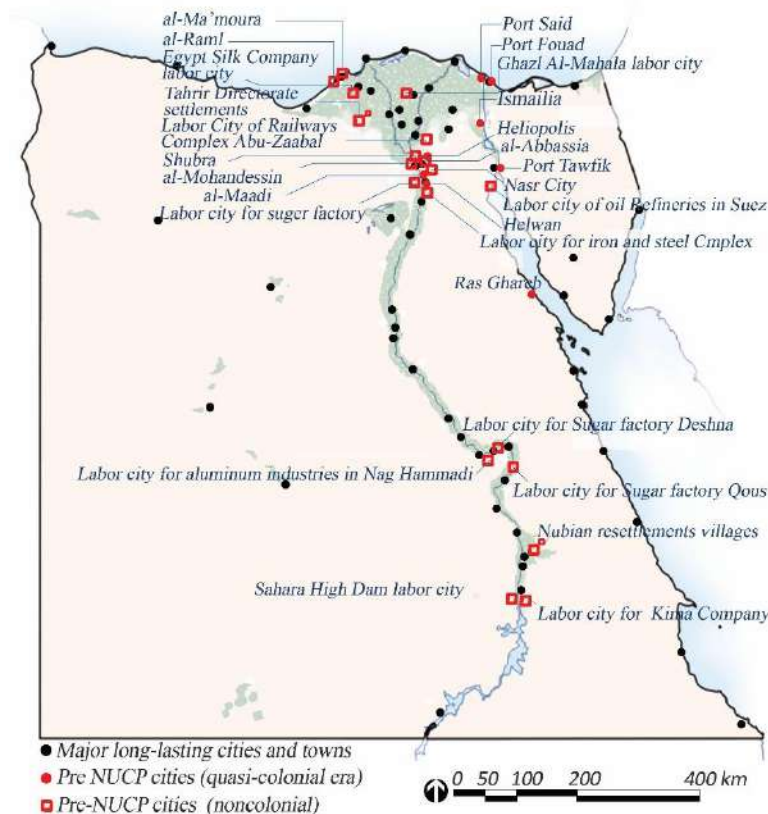 al-Ma'moura
al-Raml
Egypt Silk Company
labor city
Tahrir Directorate
settlements
Labor City of Railways
Complex Abu-Zaabal
Shubra
al-Mohandessin
al-Maadi
Labor city for suger factory
Port Said
Port Fouad
Ghazl Al-Mahala labor city
Ismailia
Heliopolis
al-Abbassia
Port Tawfik
Nasr City
Labor city of oil Refineries in Suez
Helwan
Labor city for iron and steel Cmplex
Ras Ghareb
Labor city for Sugar factory Deshna
Labor city for aluminum industries in Nag Hammadi
Labor city for Sugar factory Qous
Nubian resettlements villages
Sahara High Dam labor city
Labor city for Kima Company
Major long-lasting cities and towns
Pre NUCP cities (quasi-colonial era)
Pre-NUCP cities (noncolonial)
0 50 100 200 400 km